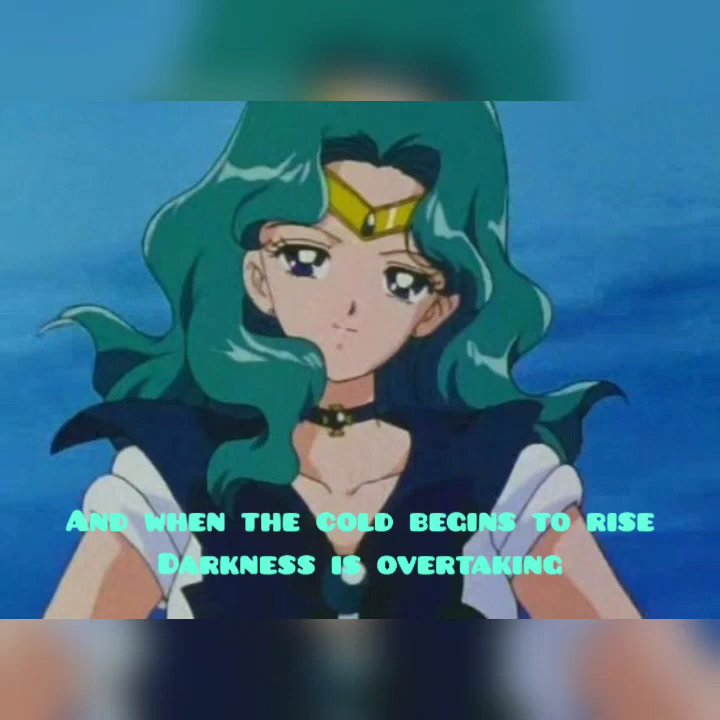 And when the cold begins to rise
Darkness is overtaking